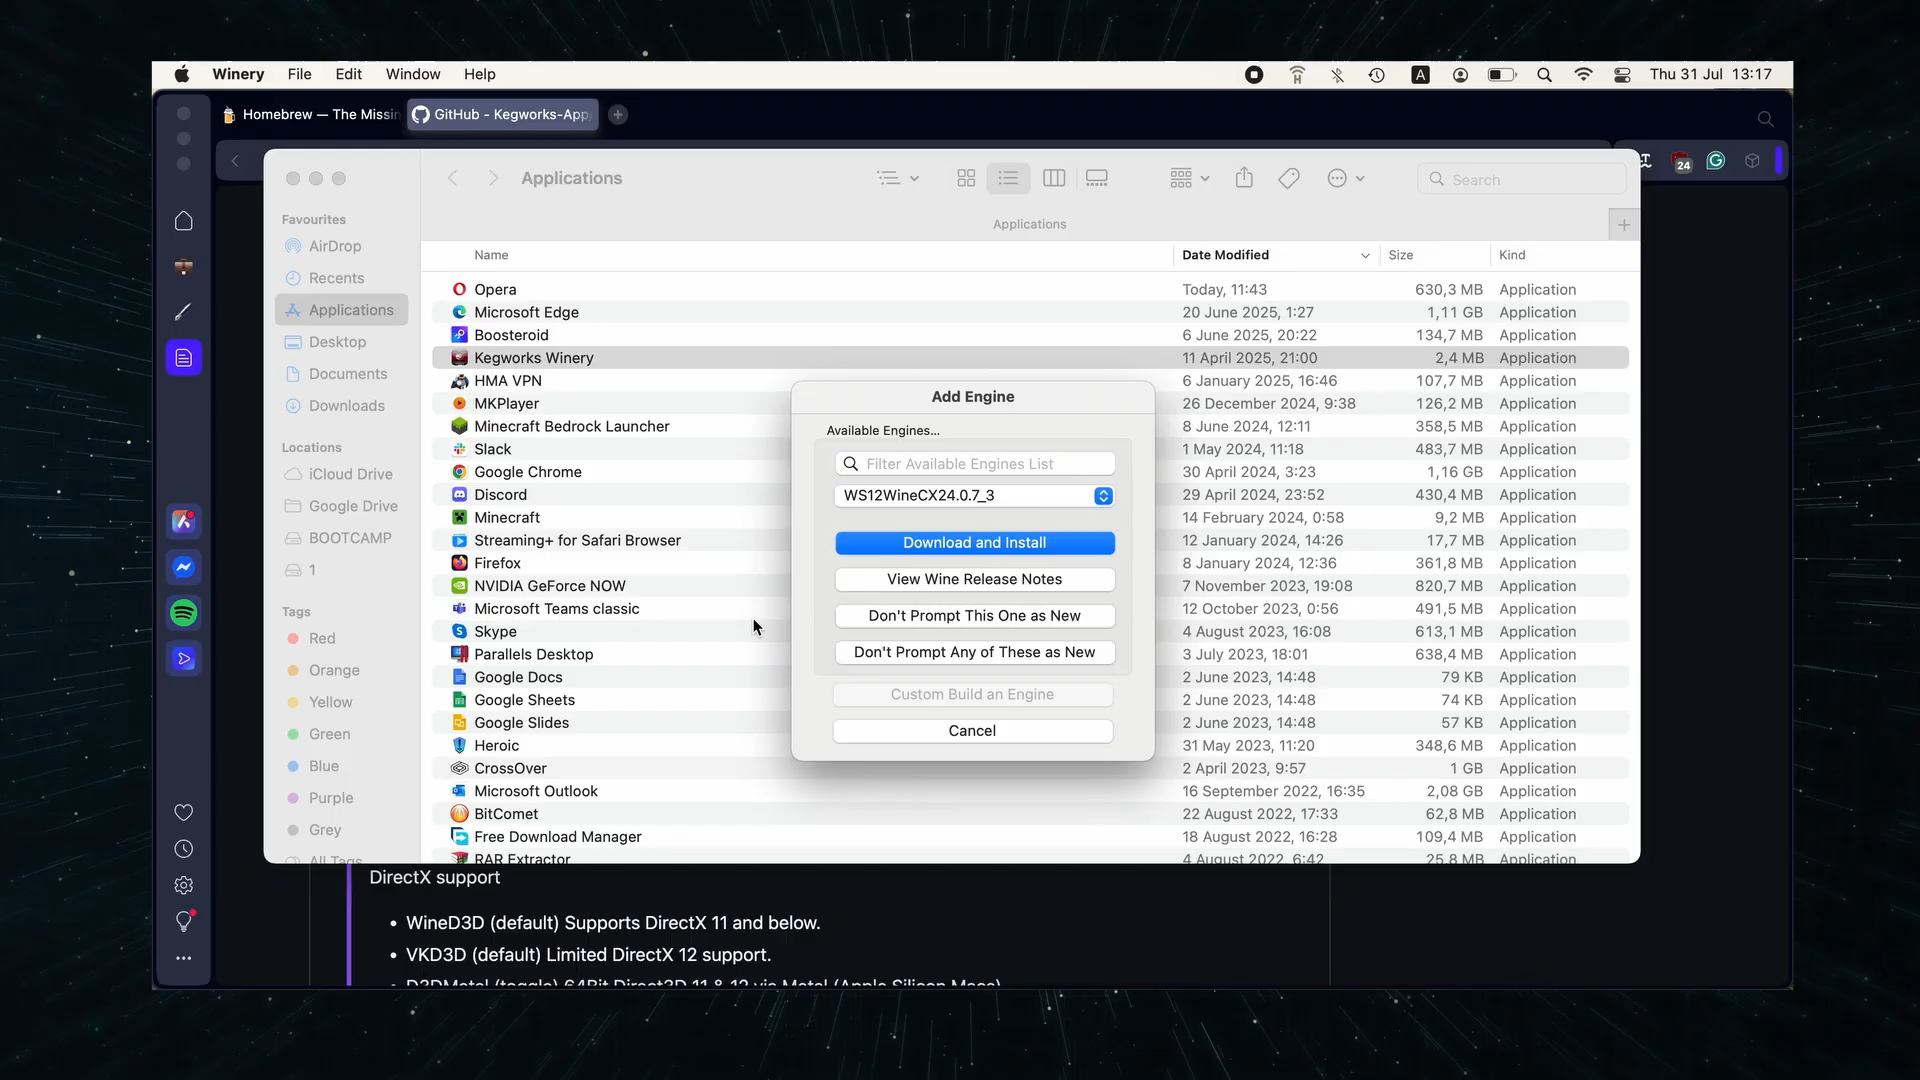 Winery File Edit Window Help A Thu 31 Jul 13:17
Homebrew — The Missin GitHub - Kegworks-App
24
Applications Search
Applications
Favourites
AirDrop
Recents
Applications
Desktop
Documents
Downloads
Locations
iCloud Drive
Google Drive
BOOTCAMP
1
Tags
Red
Orange
Yellow
Green
Blue
Purple
Grey
All Tags
Name Date Modified Size Kind
Opera Today, 11:43 630,3 MB Application
Microsoft Edge 20 June 2025, 1:27 1,11 GB Application
Boosteroid 6 June 2025, 20:22 134,7 MB Application
Kegworks Winery 11 April 2025, 21:00 2,4 MB Application
HMA VPN 6 January 2025, 16:46 107,7 MB Application
MKPlayer 26 December 2024, 9:38 126,2 MB Application
Minecraft Bedrock Launcher 8 June 2024, 12:11 358,5 MB Application
Slack 1 May 2024, 11:18 483,7 MB Application
Google Chrome 30 April 2024, 3:23 1,16 GB Application
Discord 29 April 2024, 23:52 430,4 MB Application
Minecraft 14 February 2024, 0:58 9,2 MB Application
Streaming+ for Safari Browser 12 January 2024, 14:26 17,7 MB Application
Firefox 8 January 2024, 12:36 361,8 MB Application
NVIDIA GeForce NOW 7 November 2023, 19:08 820,7 MB Application
Microsoft Teams classic 12 October 2023, 0:56 491,5 MB Application
Skype 4 August 2023, 16:08 613,1 MB Application
Parallels Desktop 3 July 2023, 18:01 638,4 MB Application
Google Docs 2 June 2023, 14:48 79 KB Application
Google Sheets 2 June 2023, 14:48 74 KB Application
Google Slides 2 June 2023, 14:48 57 KB Application
Heroic 31 May 2023, 11:20 348,6 MB Application
CrossOver 2 April 2023, 9:57 1 GB Application
Microsoft Outlook 16 September 2022, 16:35 2,08 GB Application
BitComet 22 August 2022, 17:33 62,8 MB Application
Free Download Manager 18 August 2022, 16:28 109,4 MB Application
RAR Extractor 4 August 2022, 6:42 25,8 MB Application
Add Engine
Available Engines...
Filter Available Engines List
WS12WineCX24.0.7_3
Download and Install
View Wine Release Notes
Don't Prompt This One as New
Don't Prompt Any of These as New
Custom Build an Engine
Cancel
DirectX support
• WineD3D (default) Supports DirectX 11 and below.
• VKD3D (default) Limited DirectX 12 support.
• D3DMetal (toggle) 64Bit Direct3D 11 & 12 via Metal (Apple Silicon Macs)